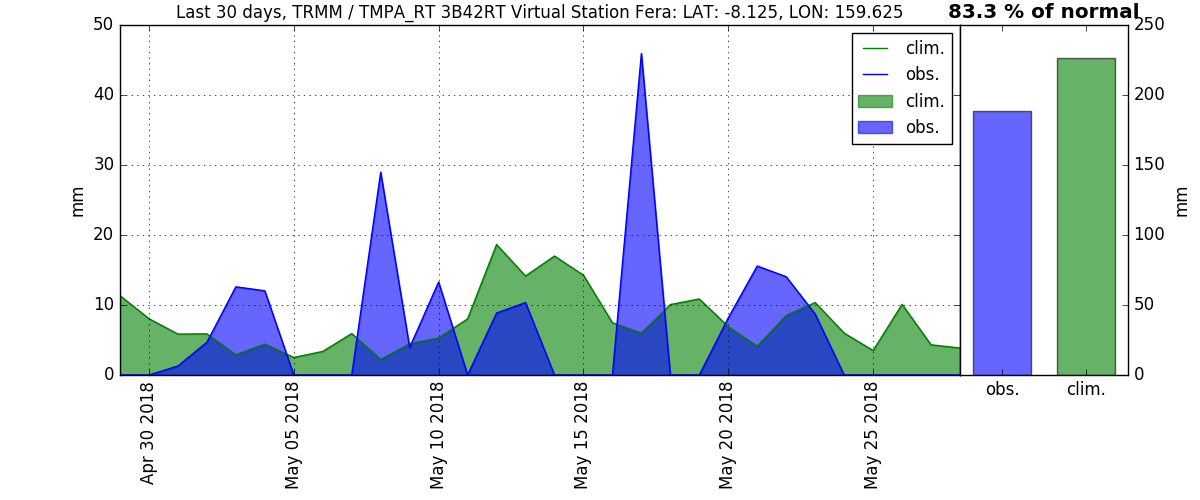 Last 30 days, TRMM / TMPA_RT 3B42RT Virtual Station Fera: LAT: -8.125, LON: 159.625
83.3 % of normal
50
40
30
20
10
0
mm
clim.
obs.
clim.
obs.
250
200
150
100
50
0
mm
Apr 30 2018
May 05 2018
May 10 2018
May 15 2018
May 20 2018
May 25 2018
obs.
clim.